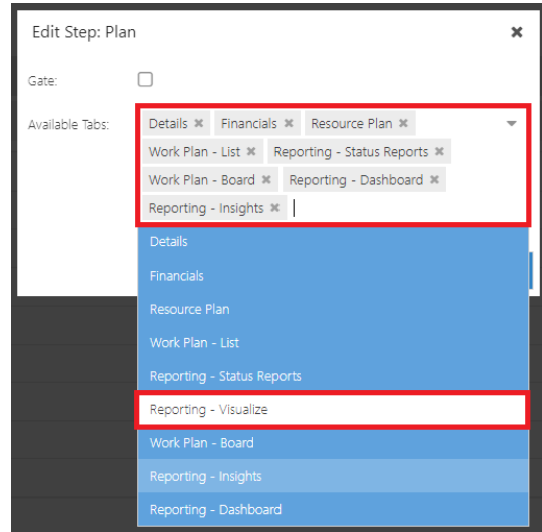 Edit Step: Plan ✖
Gate:
Available Tabs: Details ✖ Financials ✖ Resource Plan ✖
Work Plan - List ✖ Reporting - Status Reports ✖
Work Plan - Board ✖ Reporting - Dashboard ✖
Reporting - Insights ✖
Details
Financials
Resource Plan
Work Plan - List
Reporting - Status Reports
Reporting - Visualize
Work Plan - Board
Reporting - Insights
Reporting - Dashboard